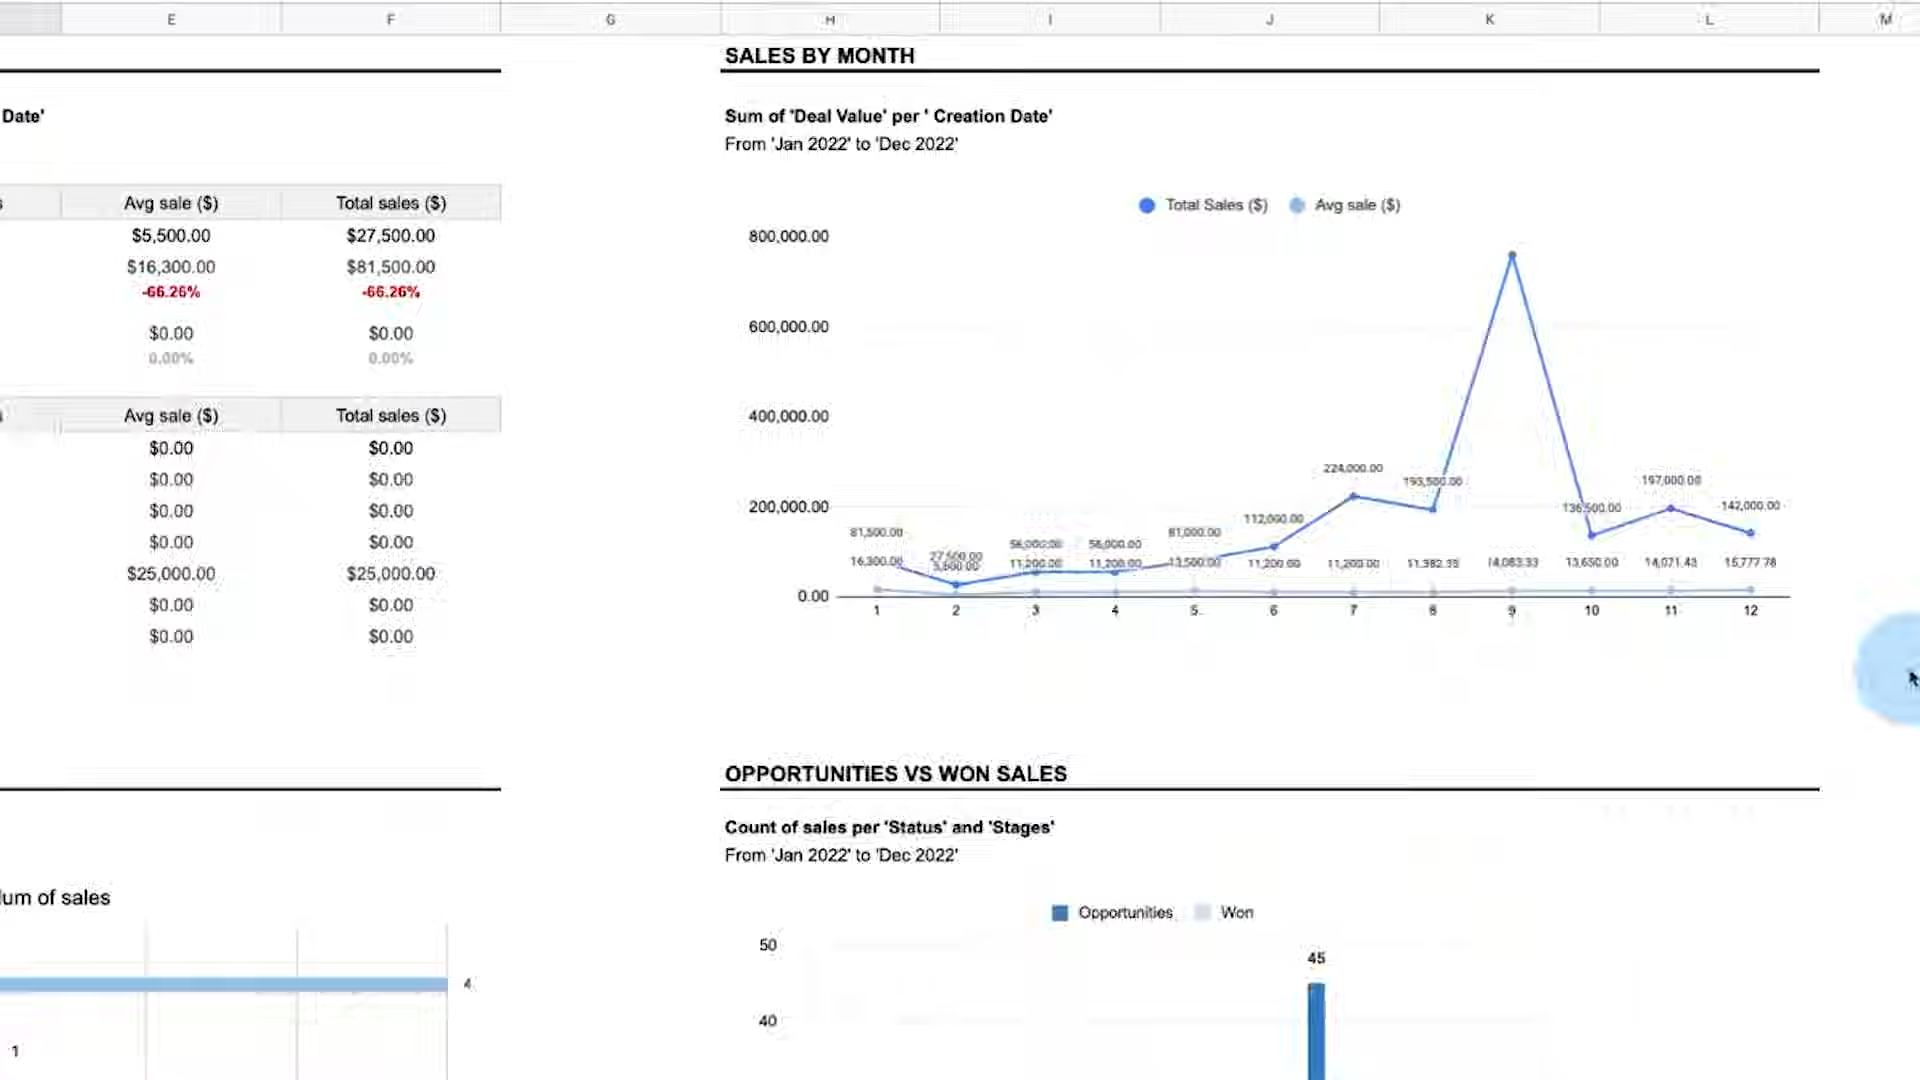 E F G H I J K L M
SALES BY MONTH
Date'
Sum of 'Deal Value' per ' Creation Date'
From 'Jan 2022' to 'Dec 2022'
Avg sale ($) Total sales ($)
$5,500.00 $27,500.00
$16,300.00 $81,500.00
-66.26% -66.26%
$0.00 $0.00
0.00% 0.00%
Avg sale ($) Total sales ($)
$0.00 $0.00
$0.00 $0.00
$0.00 $0.00
$0.00 $0.00
$25,000.00 $25,000.00
$0.00 $0.00
$0.00 $0.00
Total Sales ($) Avg sale ($)
800,000.00
600,000.00
400,000.00
200,000.00
0.00
81,500.00 27,500.00 56,000.00 56,000.00 81,000.00 112,000.00 224,000.00 193,500.00 136,500.00 197,000.00 142,000.00
16,300.00 5,500.00 11,200.00 11,200.00 13,500.00 11,200.00 11,200.00 11,382.35 14,083.33 13,650.00 14,071.43 15,777.78
1 2 3 4 5 6 7 8 9 10 11 12
OPPORTUNITIES VS WON SALES
Count of sales per 'Status' and 'Stages'
From 'Jan 2022' to 'Dec 2022'
of sales
4
1
Opportunities Won
50
45
40